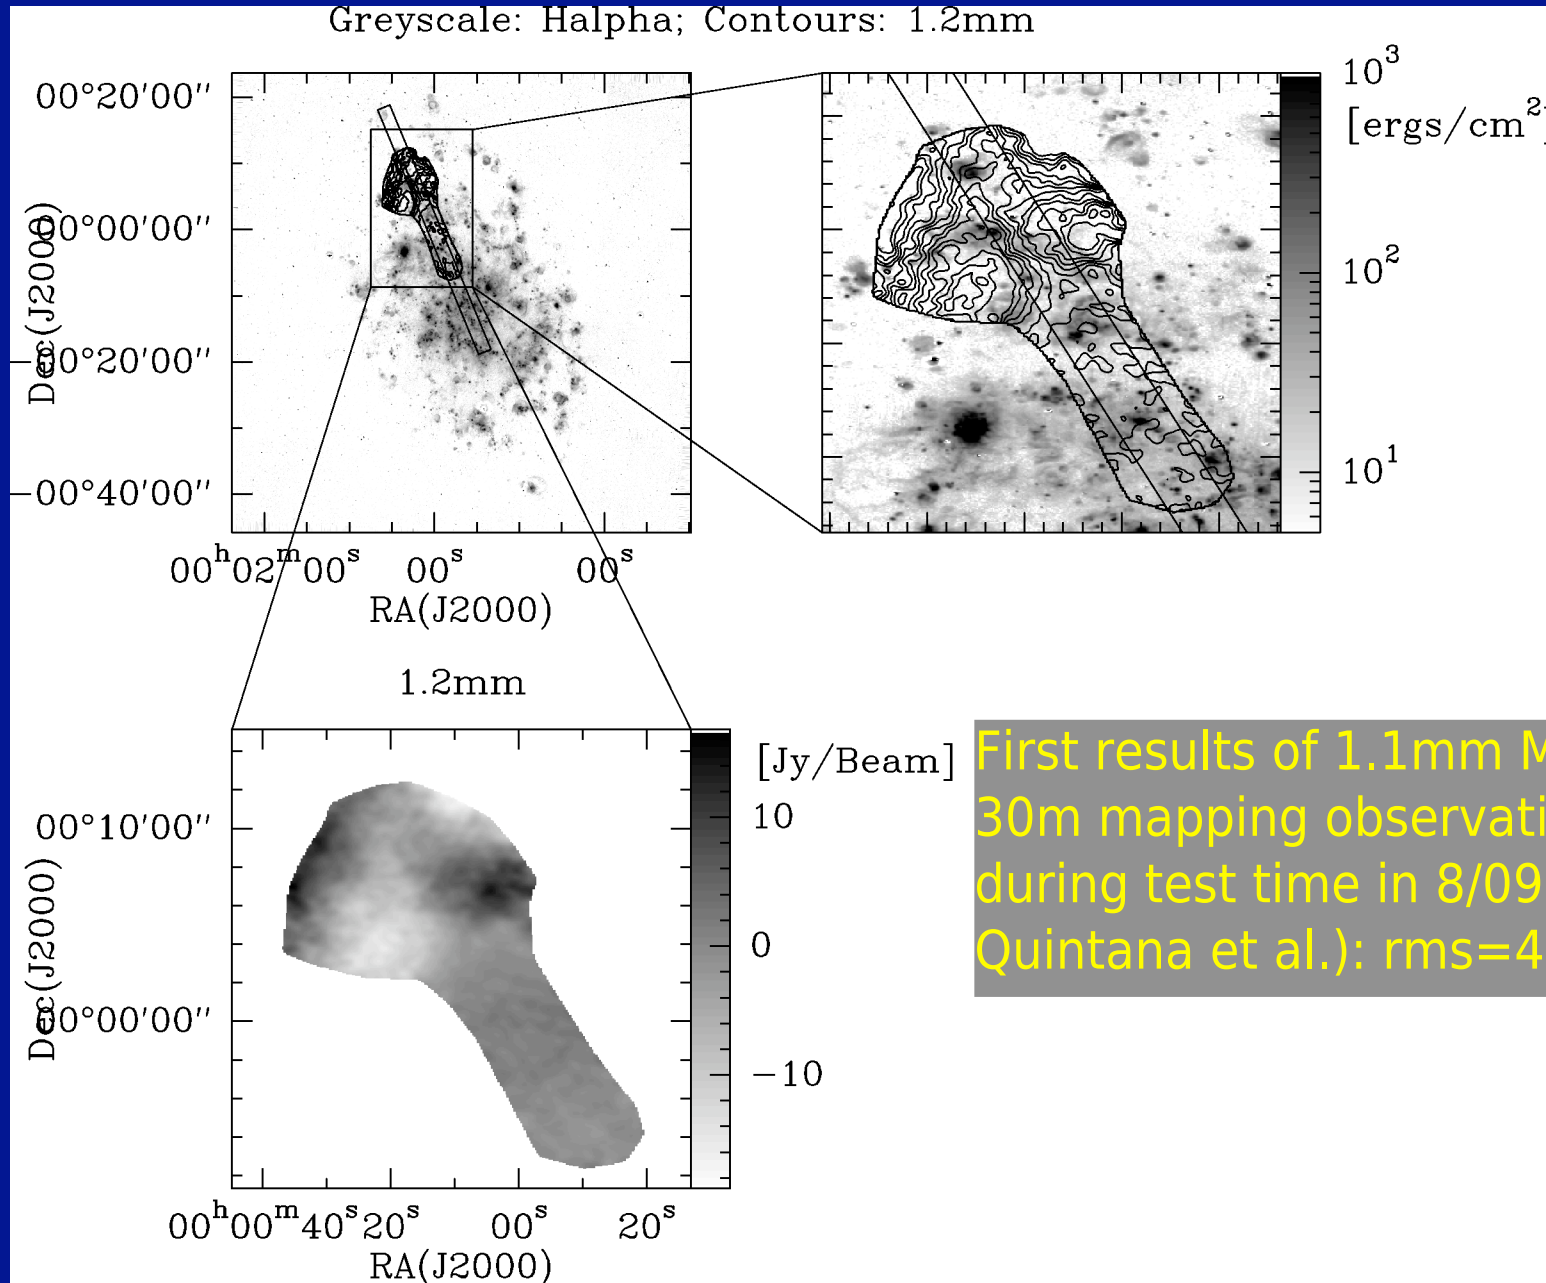 Greyscale: Halpha; Contours: 1.2mm
00°20′00″
00°00′00″
−00°20′00″
−00°40′00″
Dec(J2000)
00h02m00s 00s 00s
RA(J2000)
10³
[ergs/cm²]
10²
10¹
1.2mm
[Jy/Beam]
10
0
−10
00°10′00″
00°00′00″
Dec(J2000)
00h00m40s 20s 00s 20s
RA(J2000)
First results of 1.1mm
30m mapping
during test time in 8/09
Quintana et al.): rms=4